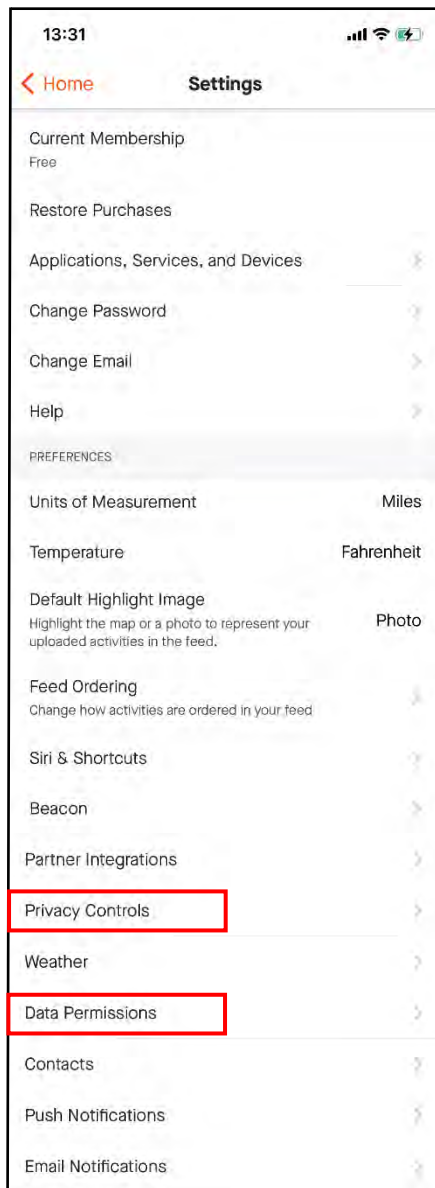 13:31
Home Settings
Current Membership
Free
Restore Purchases
Applications, Services, and Devices
Change Password
Change Email
Help
PREFERENCES
Units of Measurement Miles
Temperature Fahrenheit
Default Highlight Image
Highlight the map or a photo to represent your Photo
uploaded activities in the feed.
Feed Ordering
Change how activities are ordered in your feed
Siri & Shortcuts
Beacon
Partner Integrations
Privacy Controls
Weather
Data Permissions
Contacts
Push Notifications
Email Notifications